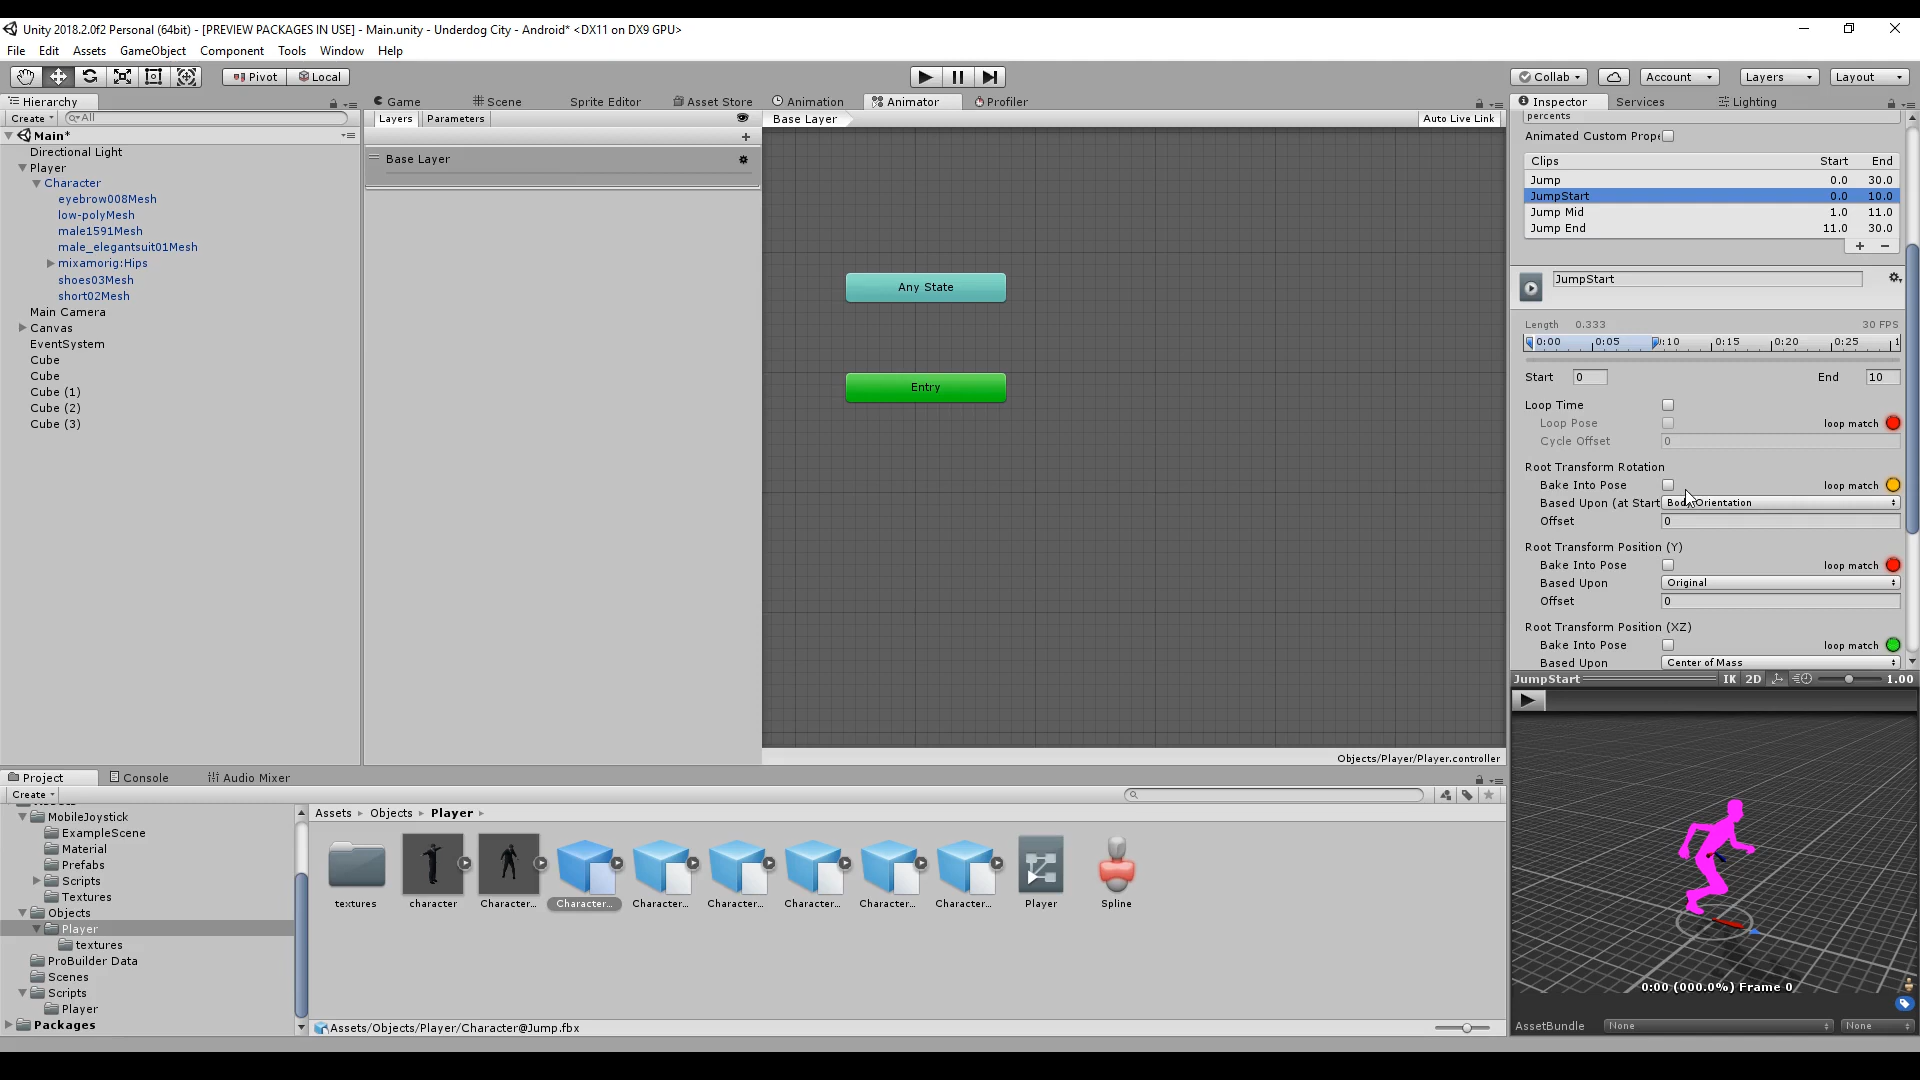 Unity 2018.2.0f2 Personal (64bit) - [PREVIEW PACKAGES IN USE] - Main.unity - Underdog City - Android* <DX11 on DX9 GPU>
File Edit Assets GameObject Component Tools Window Help
Pivot Local Collab Account Layers Layout
Hierarchy Game Scene Sprite Editor Asset Store Animation Animator Profiler Inspector Services Lighting
Create All Layers Parameters Base Layer Auto Live Link percents
Main*
Animated Custom Prope
Directional Light
Base Layer
Clips Start End
Player
Jump 0.0 30.0
Character
JumpStart 0.0 10.0
eyebrow008Mesh
Jump Mid 1.0 11.0
low-polyMesh
Jump End 11.0 30.0
male1591Mesh
male_elegantsuit01Mesh
mixamorig:Hips
shoes03Mesh
JumpStart
Any State
short02Mesh
Main Camera
Canvas
Length 0.333 30 FPS
EventSystem
0:00 0:05 0:10 0:15 0:20 0:25 1
Cube
Cube
Start 0 End 10
Entry
Cube (1)
Cube (2)
Loop Time
Cube (3)
Loop Pose loop match
Cycle Offset 0
Root Transform Rotation
Bake Into Pose loop match
Based Upon (at Start Body Orientation
Offset 0
Root Transform Position (Y)
Bake Into Pose loop match
Based Upon Original
Offset 0
Root Transform Position (XZ)
Bake Into Pose loop match
Based Upon Center of Mass
JumpStart IK 2D 1.00
Objects/Player/Player.controller
Project Console Audio Mixer
Create
Assets Objects Player
MobileJoystick
ExampleScene
Material
Prefabs
Scripts
Textures
textures character Character... Character... Character... Character... Character... Character... Character... Player Spline
Objects
Player
textures
ProBuilder Data
Scenes
Scripts
0:00 (000.0%) Frame 0
Player
Packages
Assets/Objects/Player/Character@Jump.fbx
AssetBundle None None